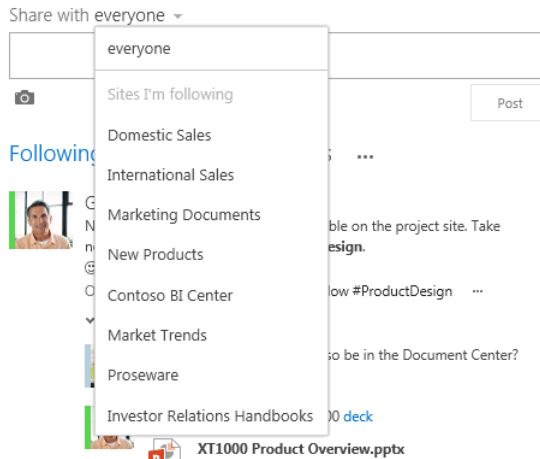 Share with everyone
everyone
Sites I'm following
Domestic Sales
Post
Following
International Sales
Marketing Documents
ble on the project site. Take
esign.
New Products
Contoso BI Center
#ProductDesign
Market Trends
so be in the Document Center?
Proseware
Investor Relations Handbooks
00 deck
XT1000 Product Overview.pptx